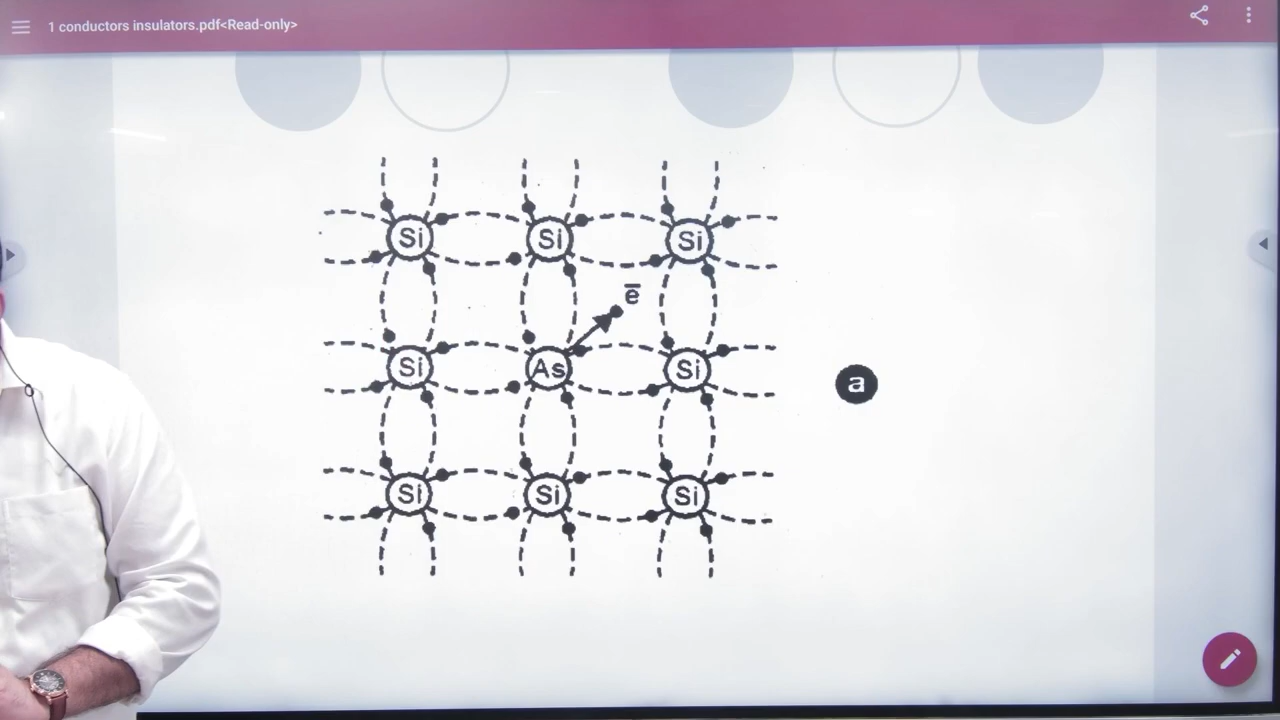 1 conductors insulators.pdf<Read-only>
Si Si Si
e̅
Si As Si
a
Si Si Si